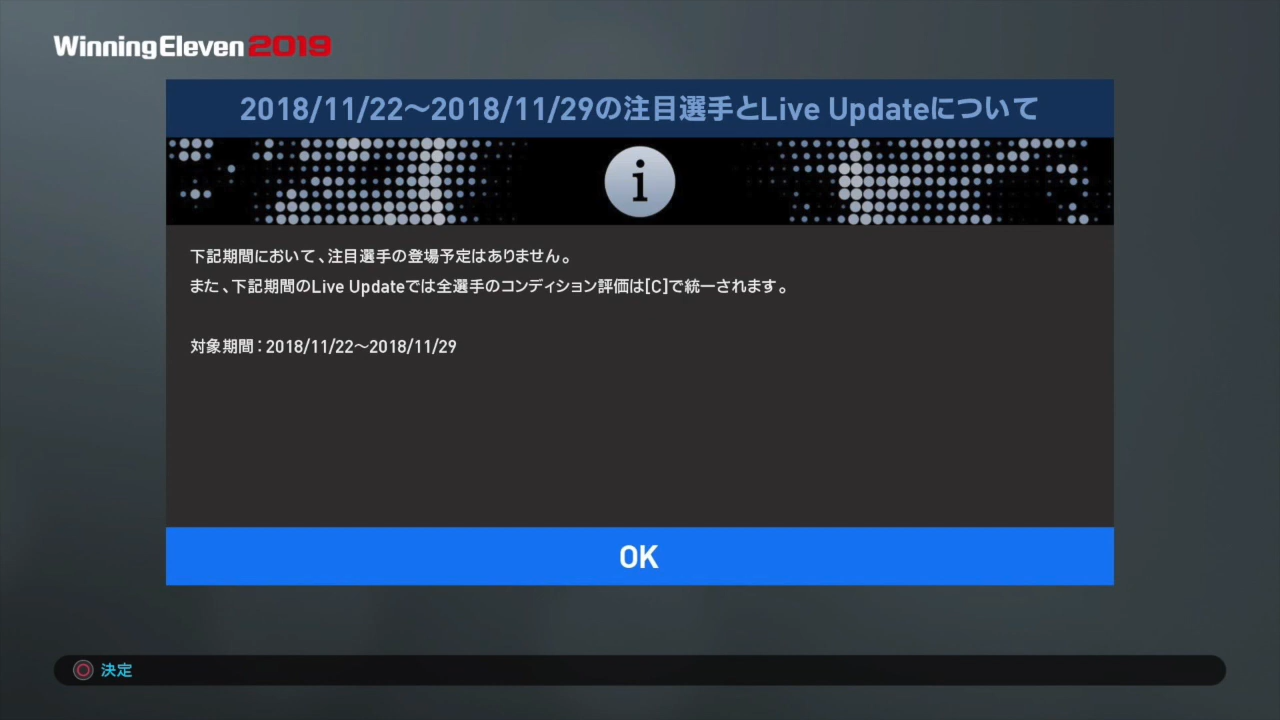 WinningEleven 2019
2018/11/22～2018/11/29の注目選手とLive Updateについて
i
下記期間において、注目選手の登場予定はありません。
また、下記期間のLive Updateでは全選手のコンディション評価は[C]で統一されます。
対象期間：2018/11/22～2018/11/29
OK
決定